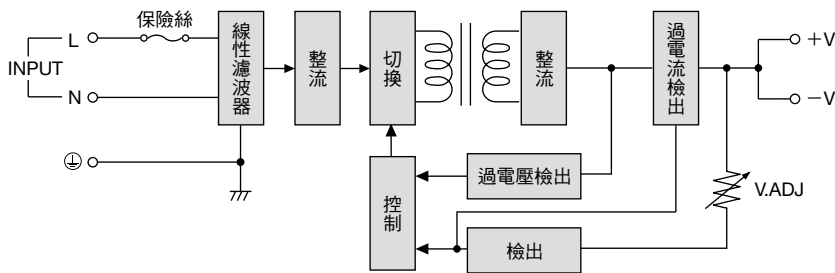 保險絲
L
INPUT
N
線性濾波器
整流
切換
整流
過電流檢出
+V
−V
過電壓檢出
控制
檢出
V.ADJ